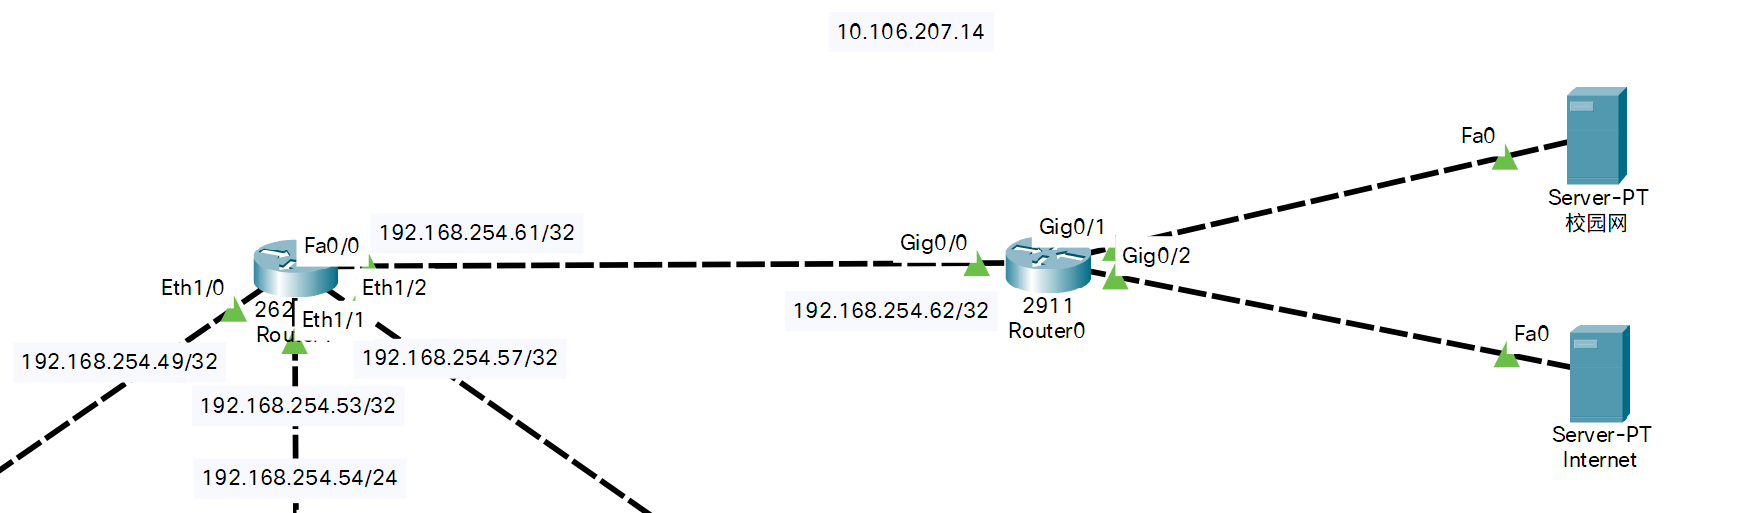 10.106.207.14
Fa0
Server-PT
校园网
192.168.254.61/32
Gig0/1
Fa0/0
Gig0/0
Gig0/2
Eth1/0
Eth1/2
262
Eth1/1
192.168.254.62/32
2911
Router0
Fa0
192.168.254.49/32
192.168.254.57/32
192.168.254.53/32
Server-PT
Internet
192.168.254.54/24